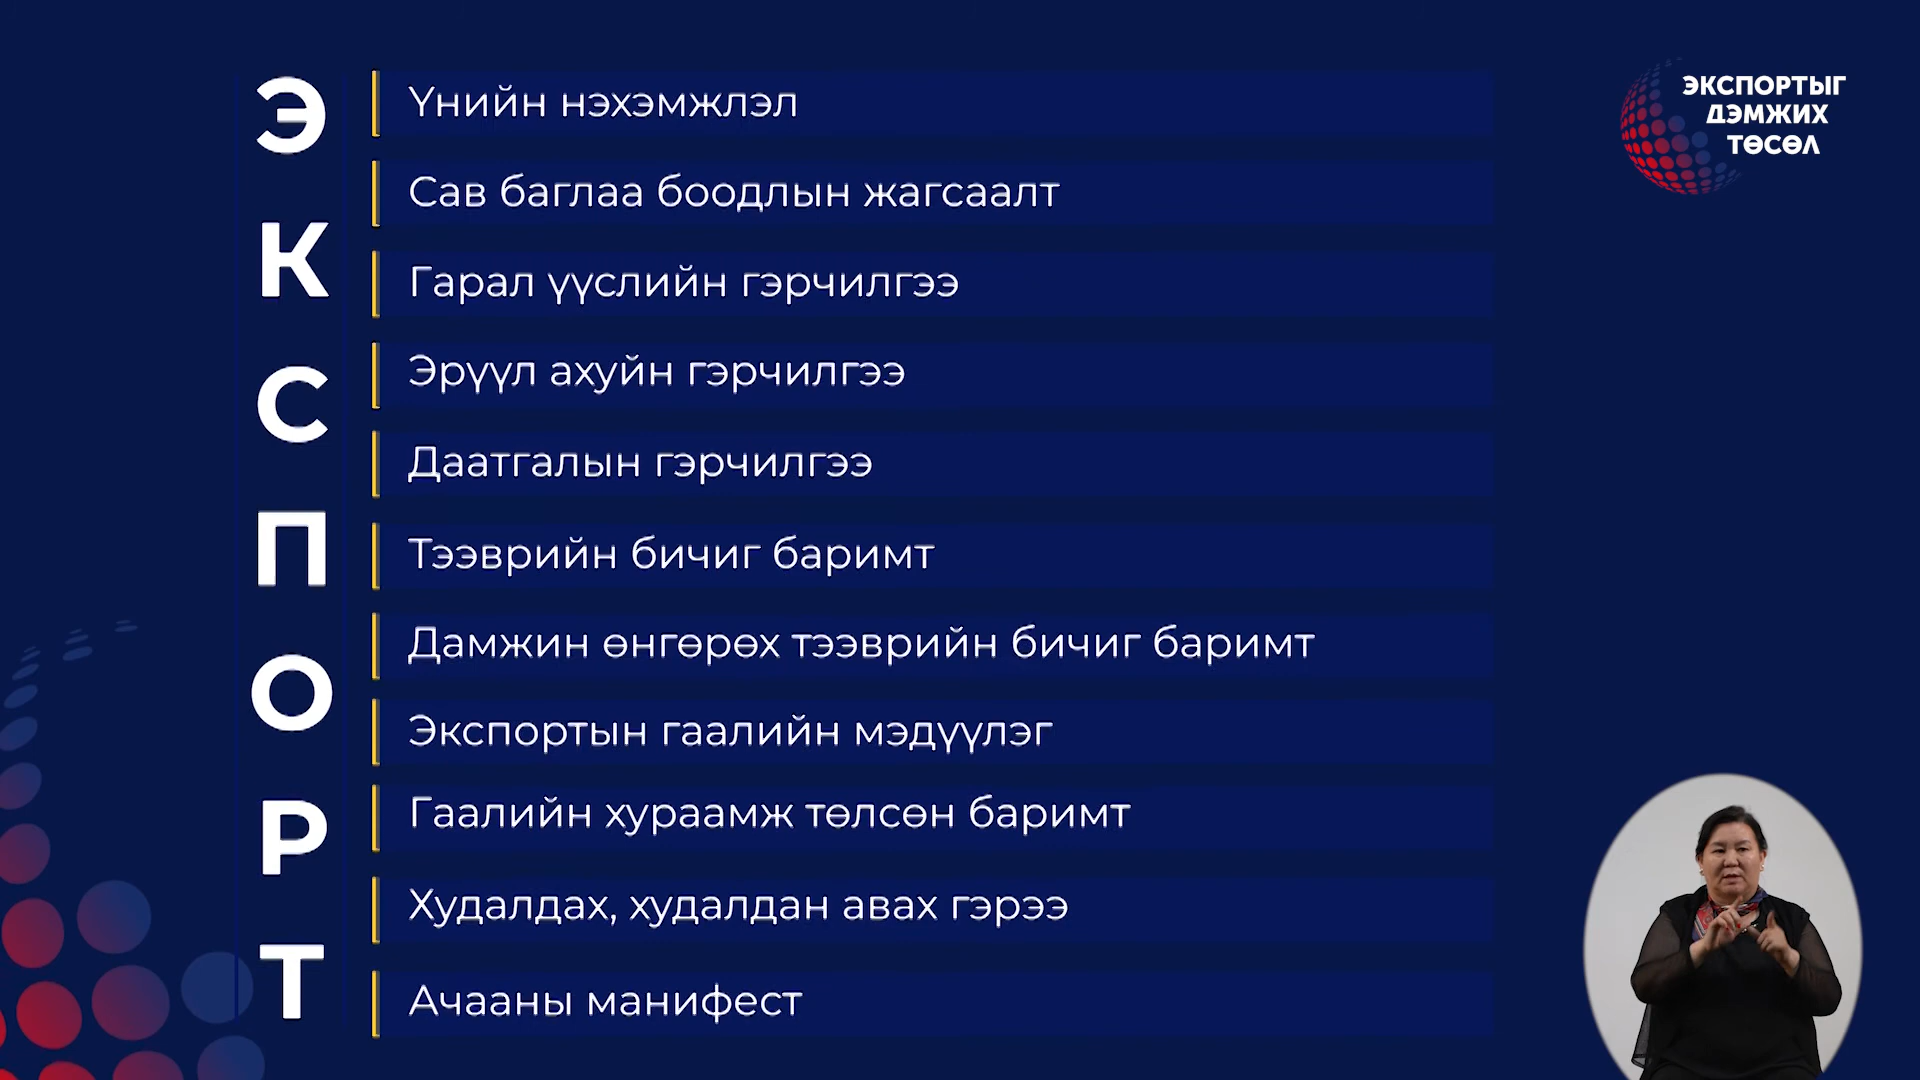 ЭКСПОРТ
Үнийн нэхэмжлэл
Сав баглаа боодлын жагсаалт
Гарал үүслийн гэрчилгээ
Эрүүл ахуйн гэрчилгээ
Даатгалын гэрчилгээ
Тээврийн бичиг баримт
Дамжин өнгөрөх тээврийн бичиг баримт
Экспортын гаалийн мэдүүлэг
Гаалийн хураамж төлсөн баримт
Худалдах, худалдан авах гэрээ
Ачааны манифест
ЭКСПОРТЫГ
ДЭМЖИХ
ТӨСӨЛ